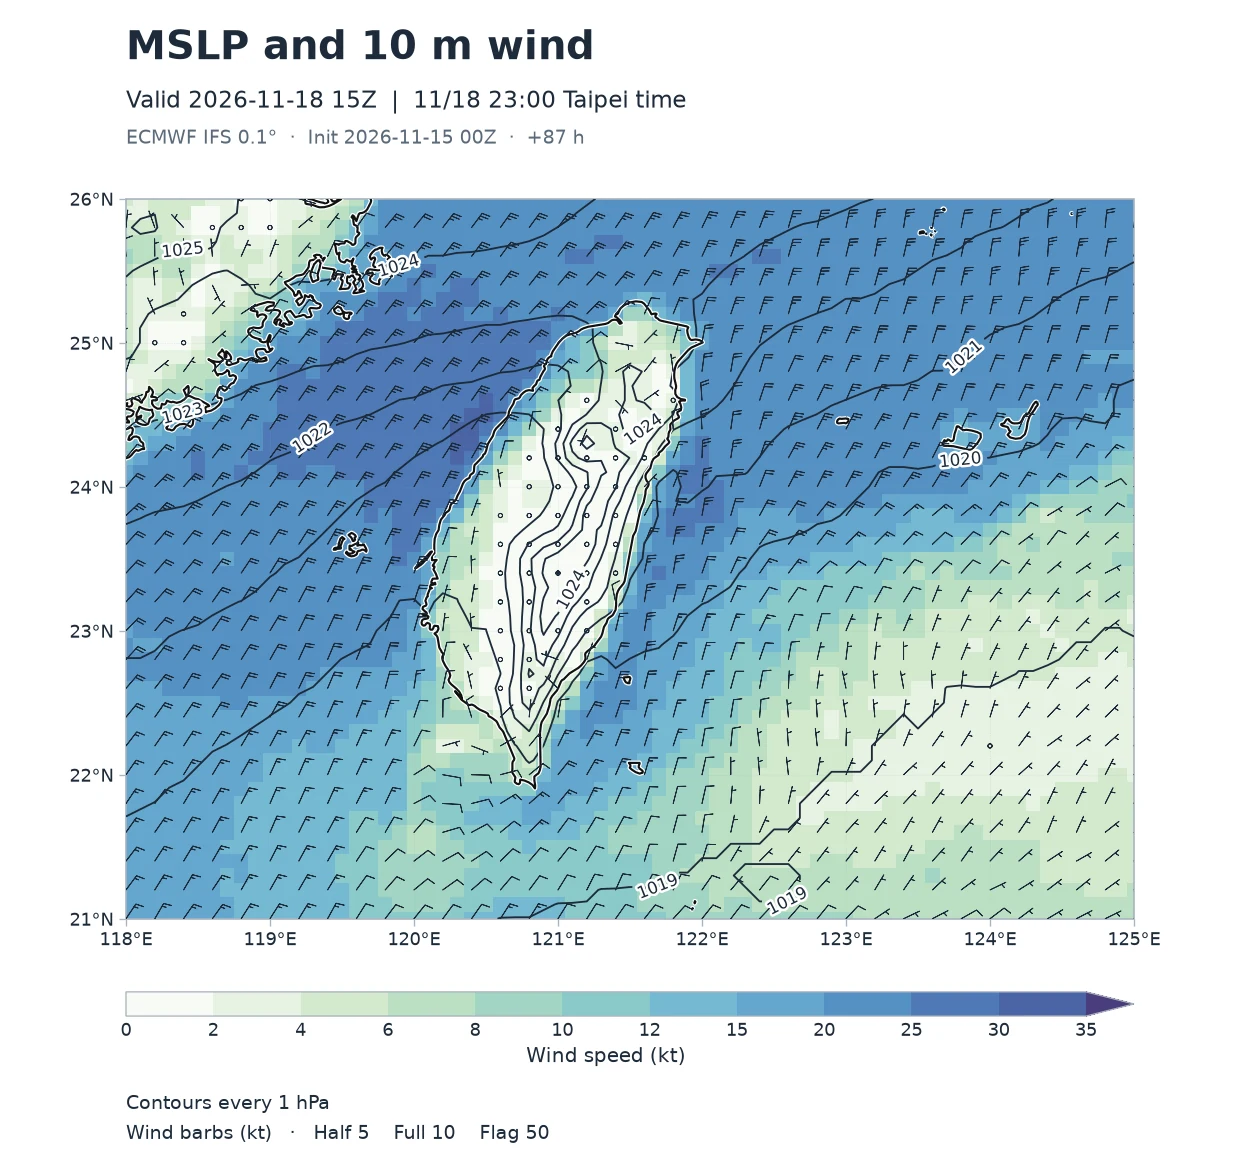 MSLP and 10 m wind
Valid 2026-11-18 15Z | 11/18 23:00 Taipei time
ECMWF IFS 0.1° · Init 2026-11-15 00Z · +87 h
26°N
25°N
24°N
23°N
22°N
21°N
1025
1024
1023
1022
1021
1020
1024
1024
1019
1019
118°E 119°E 120°E 121°E 122°E 123°E 124°E 125°E
0 2 4 6 8 10 12 15 20 25 30 35
Wind speed (kt)
Contours every 1 hPa
Wind barbs (kt) · Half 5 Full 10 Flag 50